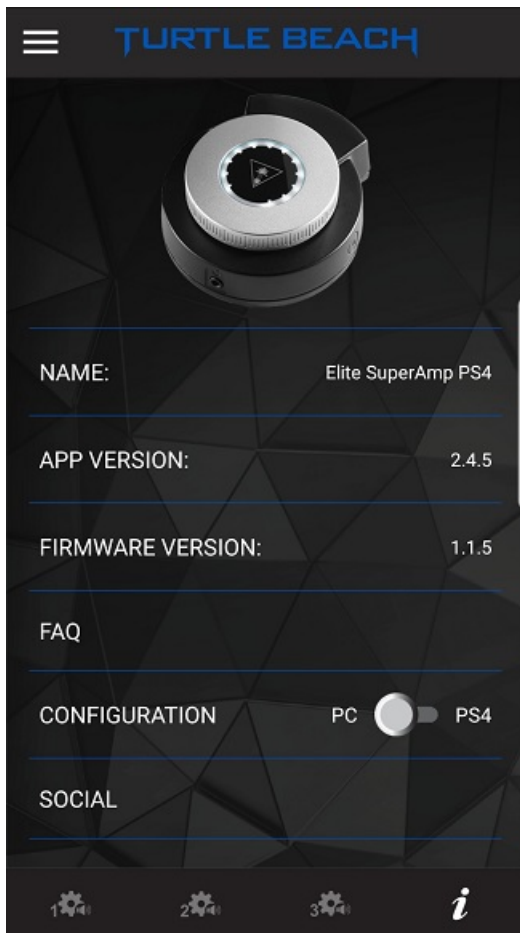 TURTLE BEACH
NAME: Elite SuperAmp PS4
APP VERSION: 2.4.5
FIRMWARE VERSION: 1.1.5
FAQ
CONFIGURATION PC PS4
SOCIAL
1 2 3 i